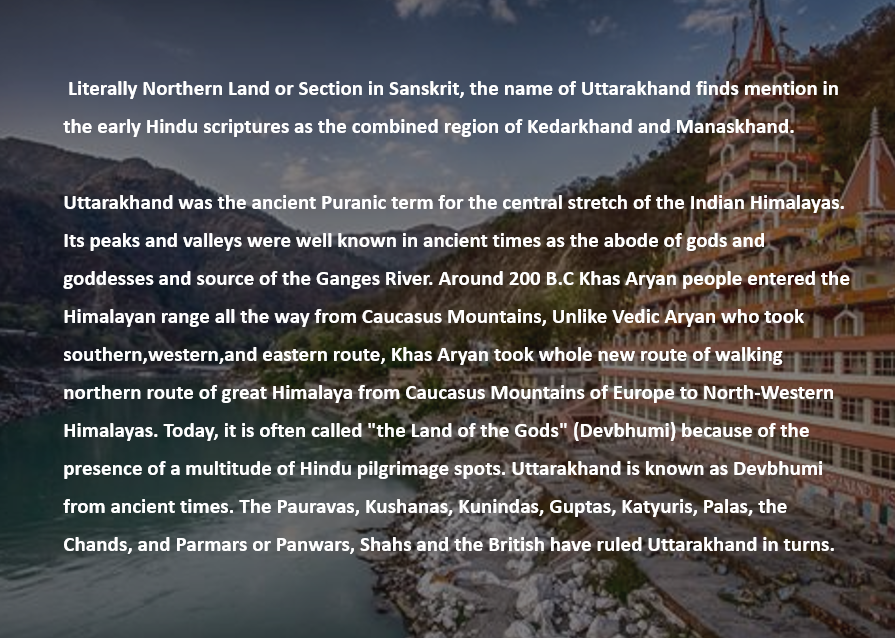 Literally Northern Land or Section in Sanskrit, the name of Uttarakhand finds mention in
the early Hindu scriptures as the combined region of Kedarkhand and Manaskhand.
Uttarakhand was the ancient Puranic term for the central stretch of the Indian Himalayas.
Its peaks and valleys were well known in ancient times as the abode of gods and
goddesses and source of the Ganges River. Around 200 B.C Khas Aryan people entered the
Himalayan range all the way from Caucasus Mountains, Unlike Vedic Aryan who took
southern,western,and eastern route, Khas Aryan took whole new route of walking
northern route of great Himalaya from Caucasus Mountains of Europe to North-Western
Himalayas. Today, it is often called "the Land of the Gods" (Devbhumi) because of the
presence of a multitude of Hindu pilgrimage spots. Uttarakhand is known as Devbhumi
from ancient times. The Pauravas, Kushanas, Kunindas, Guptas, Katyuris, Palas, the
Chands, and Parmars or Panwars, Shahs and the British have ruled Uttarakhand in turns.